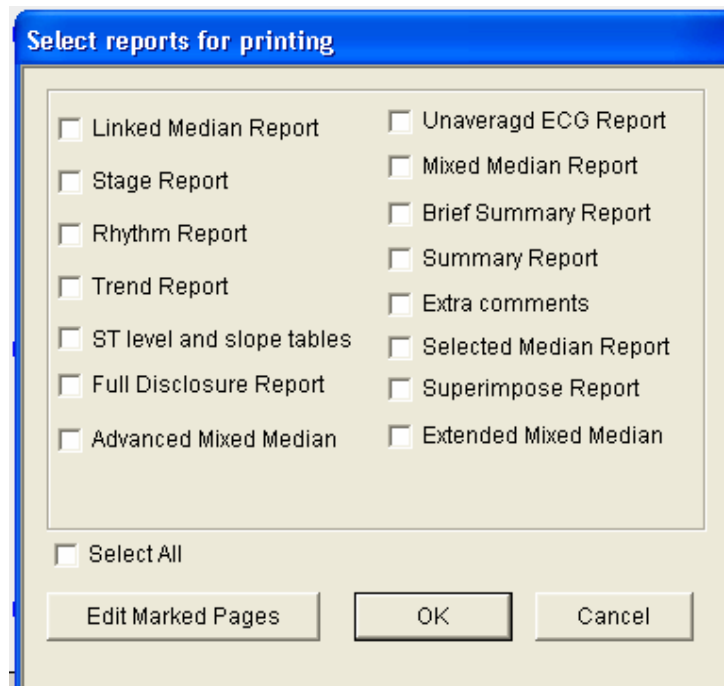 Select reports for printing
Linked Median Report
Stage Report
Rhythm Report
Trend Report
ST level and slope tables
Full Disclosure Report
Advanced Mixed Median
Unaveragd ECG Report
Mixed Median Report
Brief Summary Report
Summary Report
Extra comments
Selected Median Report
Superimpose Report
Extended Mixed Median
Select All
Edit Marked Pages
OK
Cancel